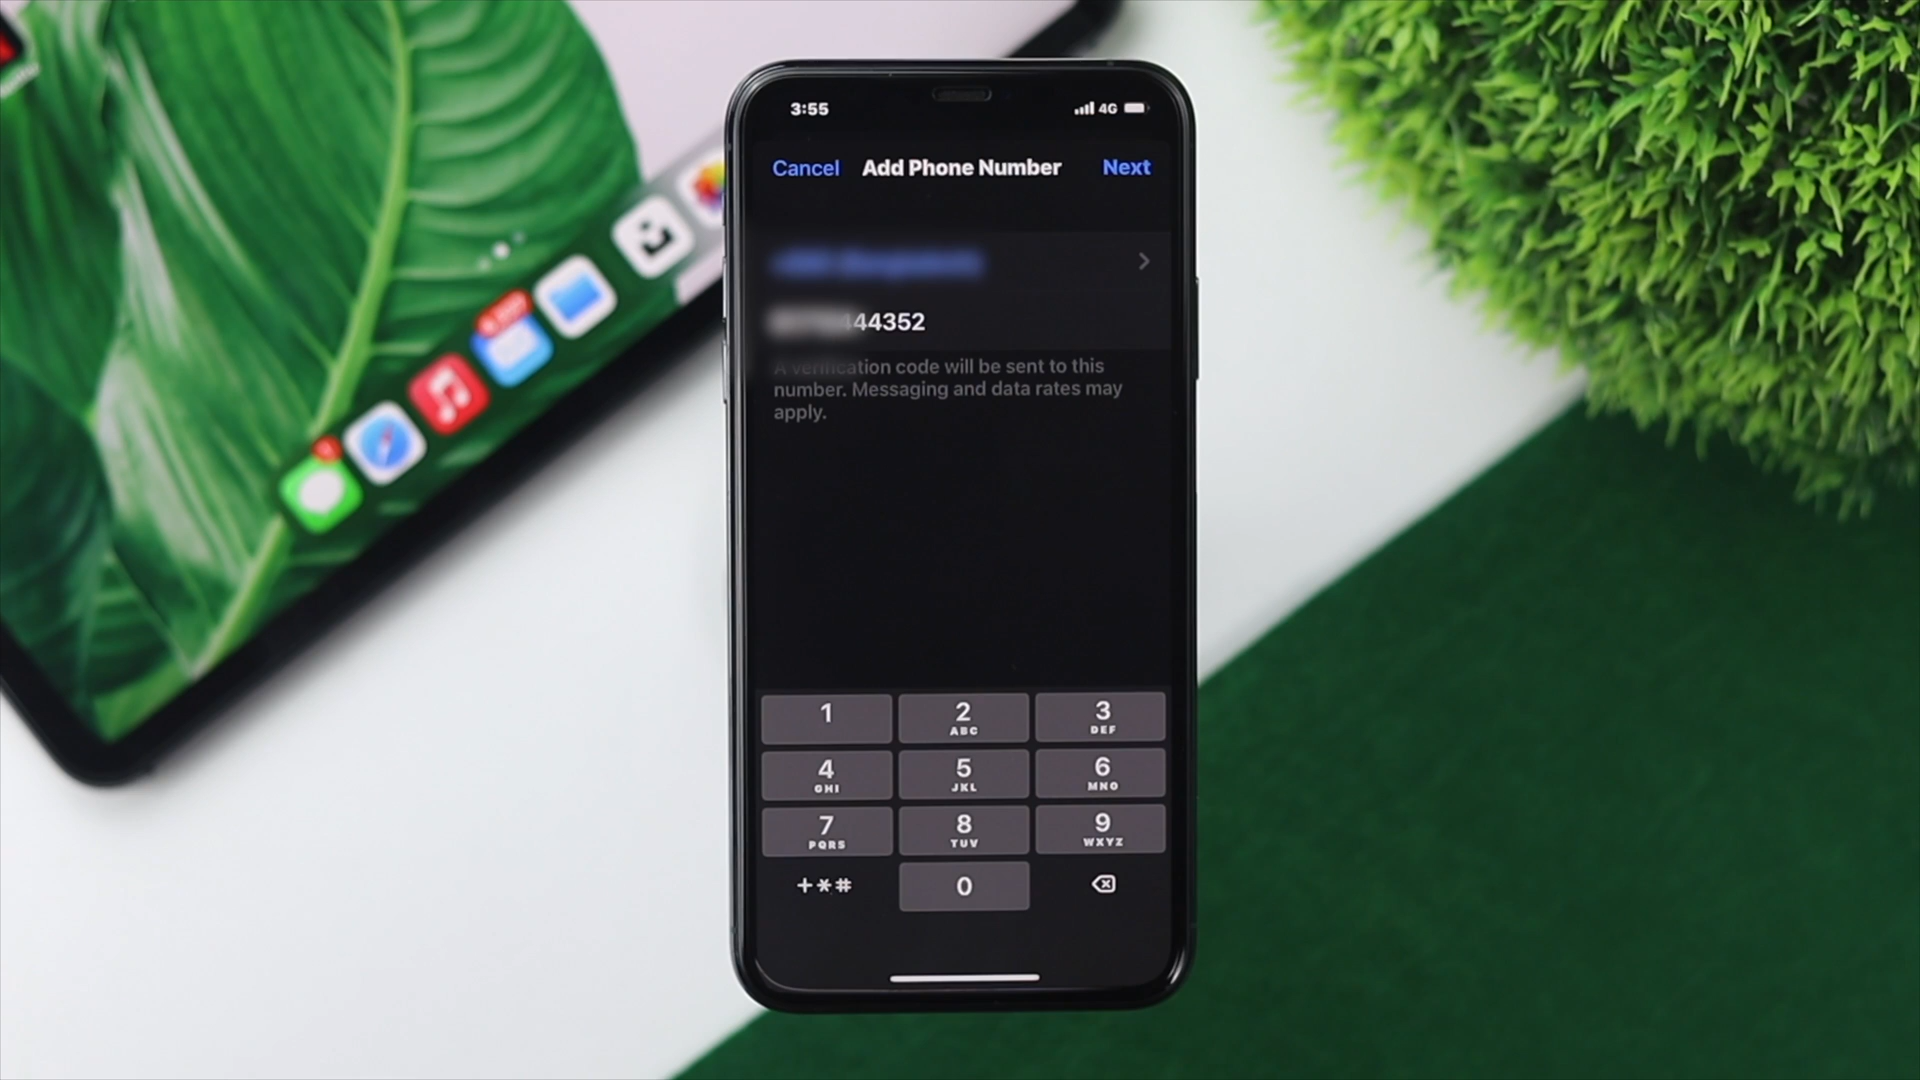 3:55 4G
Cancel Add Phone Number Next
44352
A verification code will be sent to this
number. Messaging and data rates may
apply.
1 2 3
ABC DEF
4 5 6
GHI JKL MNO
7 8 9
PQRS TUV WXYZ
+*# 0